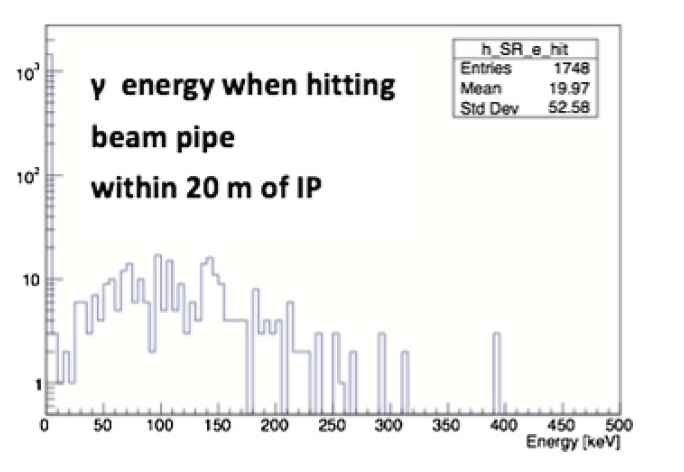 h_SR_e_hit
Entries 1748
Mean 19.97
Std Dev 52.58
γ energy when hitting
beam pipe
within 20 m of IP
10³
10²
10
1
0 50 100 150 200 250 300 350 400 450 500
Energy [keV]